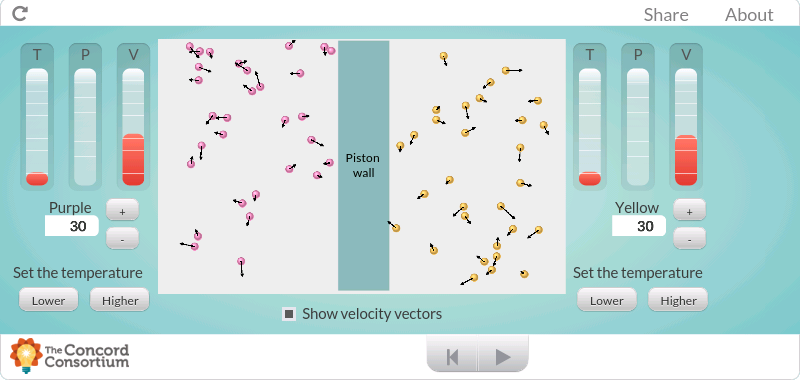 Share About
T P V
T P V
Piston
wall
Purple
30
+
-
Yellow
30
+
-
Set the temperature
Lower Higher
Set the temperature
Lower Higher
Show velocity vectors
The Concord
Consortium